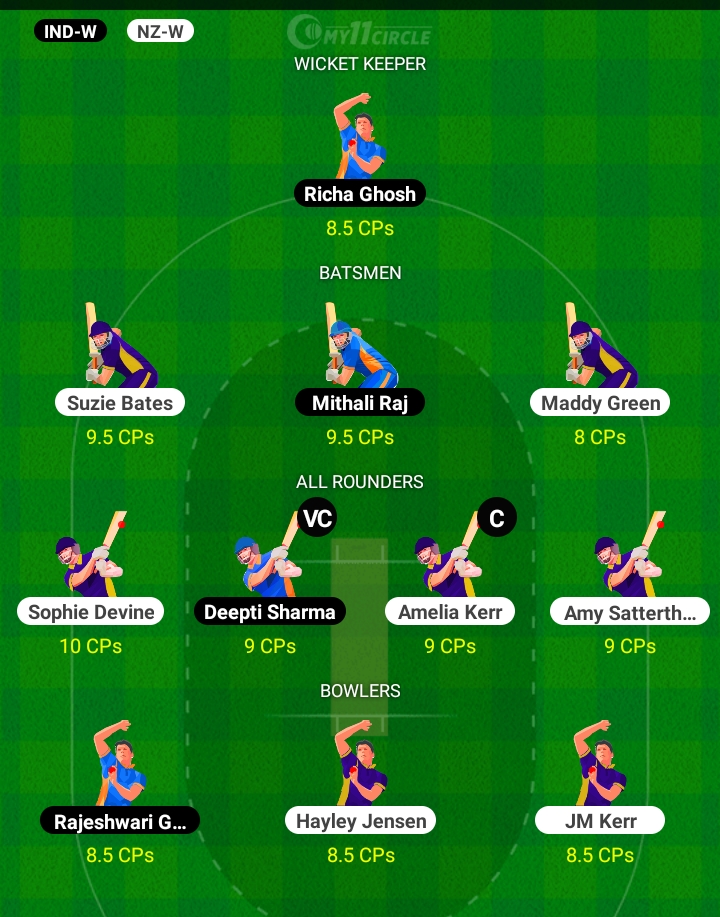 IND-W NZ-W MY11CIRCLE
WICKET KEEPER
Richa Ghosh
8.5 CPs
BATSMEN
Suzie Bates Mithali Raj Maddy Green
9.5 CPs 9.5 CPs 8 CPs
ALL ROUNDERS
VC C
Sophie Devine Deepti Sharma Amelia Kerr Amy Satterth...
10 CPs 9 CPs 9 CPs 9 CPs
BOWLERS
Rajeshwari G... Hayley Jensen JM Kerr
8.5 CPs 8.5 CPs 8.5 CPs